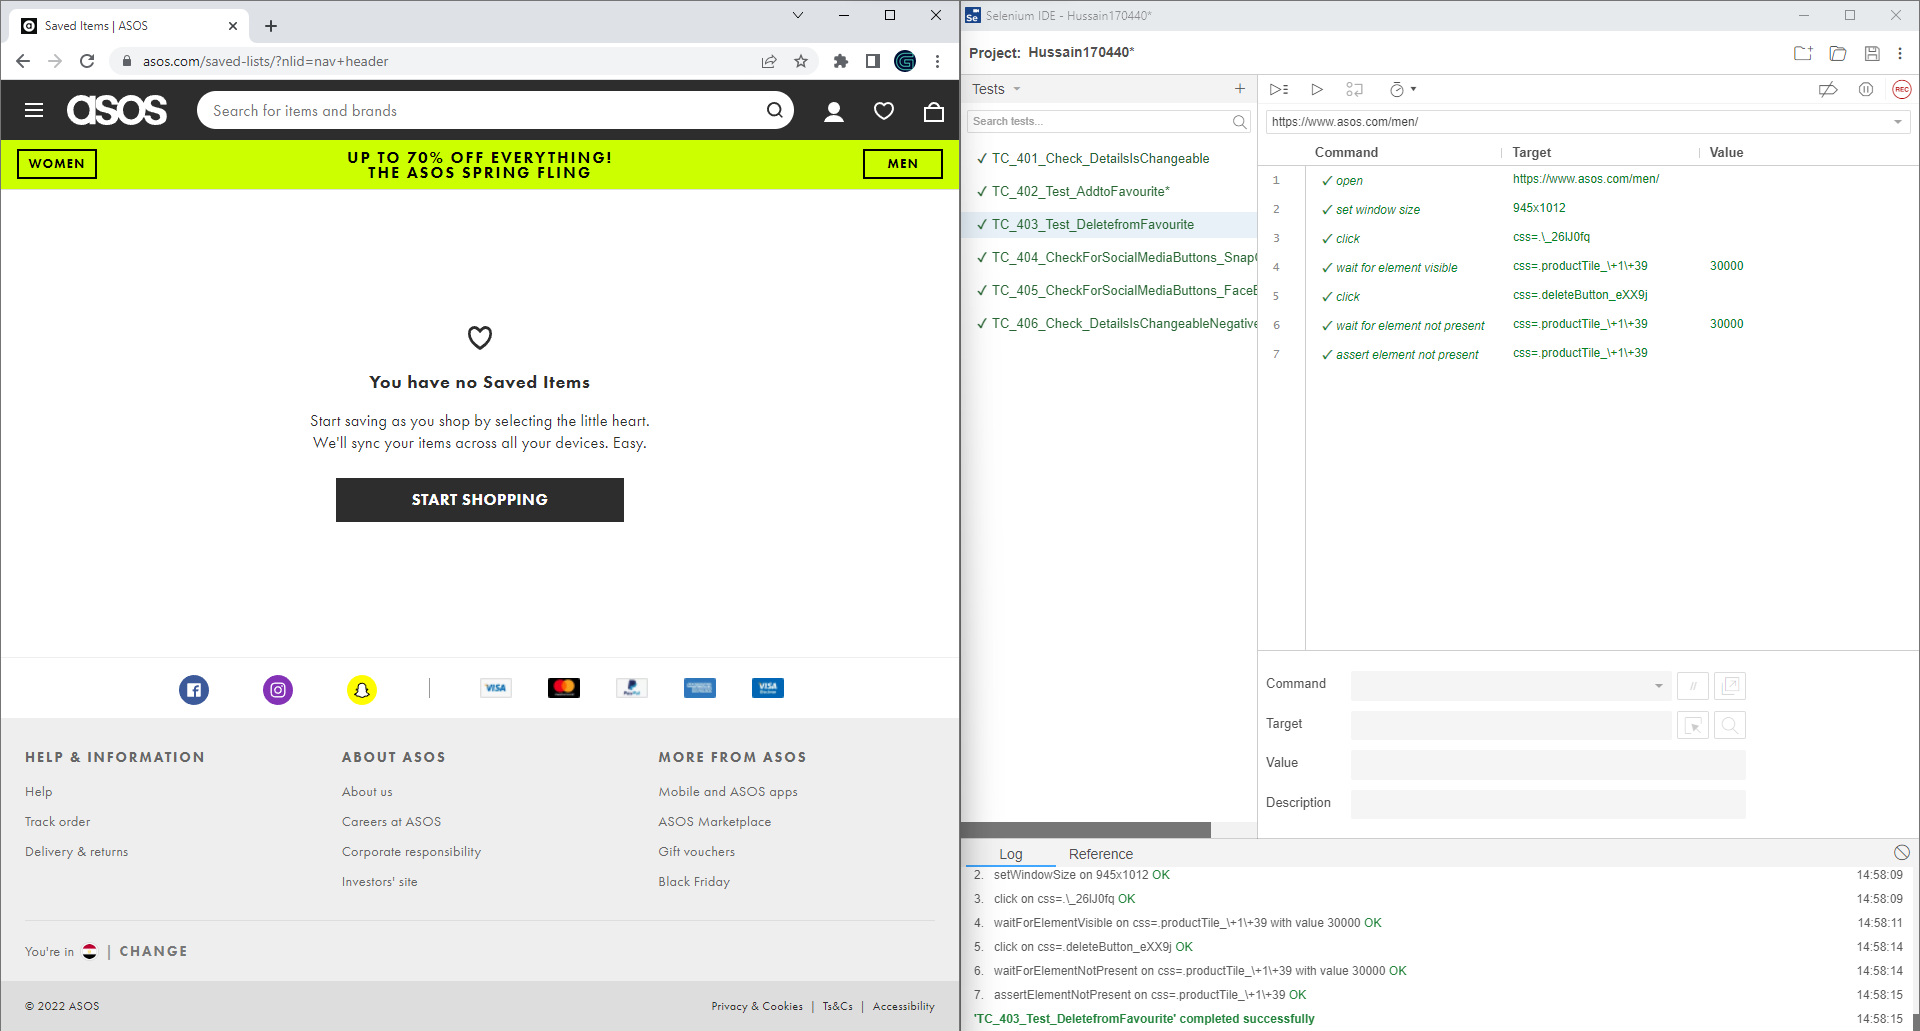 Saved Items | ASOS
asos.com/saved-lists/?nlid=nav+header
asos
Search for items and brands
WOMEN
UP TO 70% OFF EVERYTHING!
THE ASOS SPRING FLING
MEN
You have no Saved Items
Start saving as you shop by selecting the little heart.
We'll sync your items across all your devices. Easy.
START SHOPPING
VISA
PayPal
VISA
HELP & INFORMATION
Help
Track order
Delivery & returns
ABOUT ASOS
About us
Careers at ASOS
Corporate responsibility
Investors' site
MORE FROM ASOS
Mobile and ASOS apps
ASOS Marketplace
Gift vouchers
Black Friday
You're in | CHANGE
© 2022 ASOS
Privacy & Cookies | Ts&Cs | Accessibility
Se Selenium IDE - Hussain170440*
Project: Hussain170440*
Tests
Search tests...
✓ TC_401_Check_DetailsIsChangeable
✓ TC_402_Test_AddtoFavourite*
✓ TC_403_Test_DeletefromFavourite
✓ TC_404_CheckForSocialMediaButtons_Snap
✓ TC_405_CheckForSocialMediaButtons_Face
✓ TC_406_Check_DetailsIsChangeableNegative
REC
https://www.asos.com/men/
Command Target Value
1 ✓ open https://www.asos.com/men/
2 ✓ set window size 945x1012
3 ✓ click css=.\_26IJ0fq
4 ✓ wait for element visible css=.productTile_\+1\+39 30000
5 ✓ click css=.deleteButton_eXX9j
6 ✓ wait for element not present css=.productTile_\+1\+39 30000
7 ✓ assert element not present css=.productTile_\+1\+39
Command
//
Target
Value
Description
Log Reference
2. setWindowSize on 945x1012 OK 14:58:09
3. click on css=.\_26IJ0fq OK 14:58:09
4. waitForElementVisible on css=.productTile_\+1\+39 with value 30000 OK 14:58:11
5. click on css=.deleteButton_eXX9j OK 14:58:14
6. waitForElementNotPresent on css=.productTile_\+1\+39 with value 30000 OK 14:58:14
7. assertElementNotPresent on css=.productTile_\+1\+39 OK 14:58:15
'TC_403_Test_DeletefromFavourite' completed successfully 14:58:15